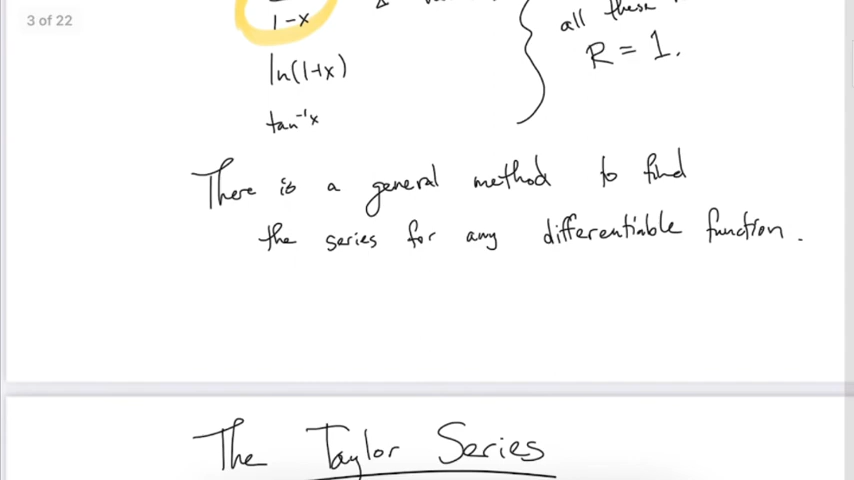 3 of 22
1-x
all these
R = 1.
ln(1+x)
tan⁻¹x
There is a general method to find
the series for any differentiable function.
The Taylor Series